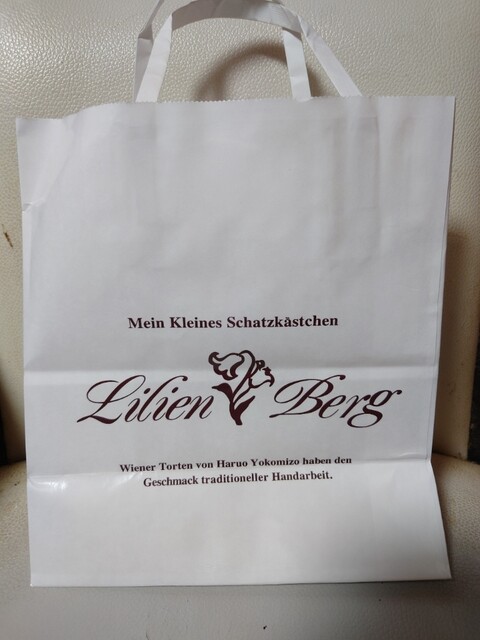 Mein Kleines Schatzkästchen
Lilien Berg
Wiener Torten von Haruo Yokomizo haben den
Geschmack traditioneller Handarbeit.